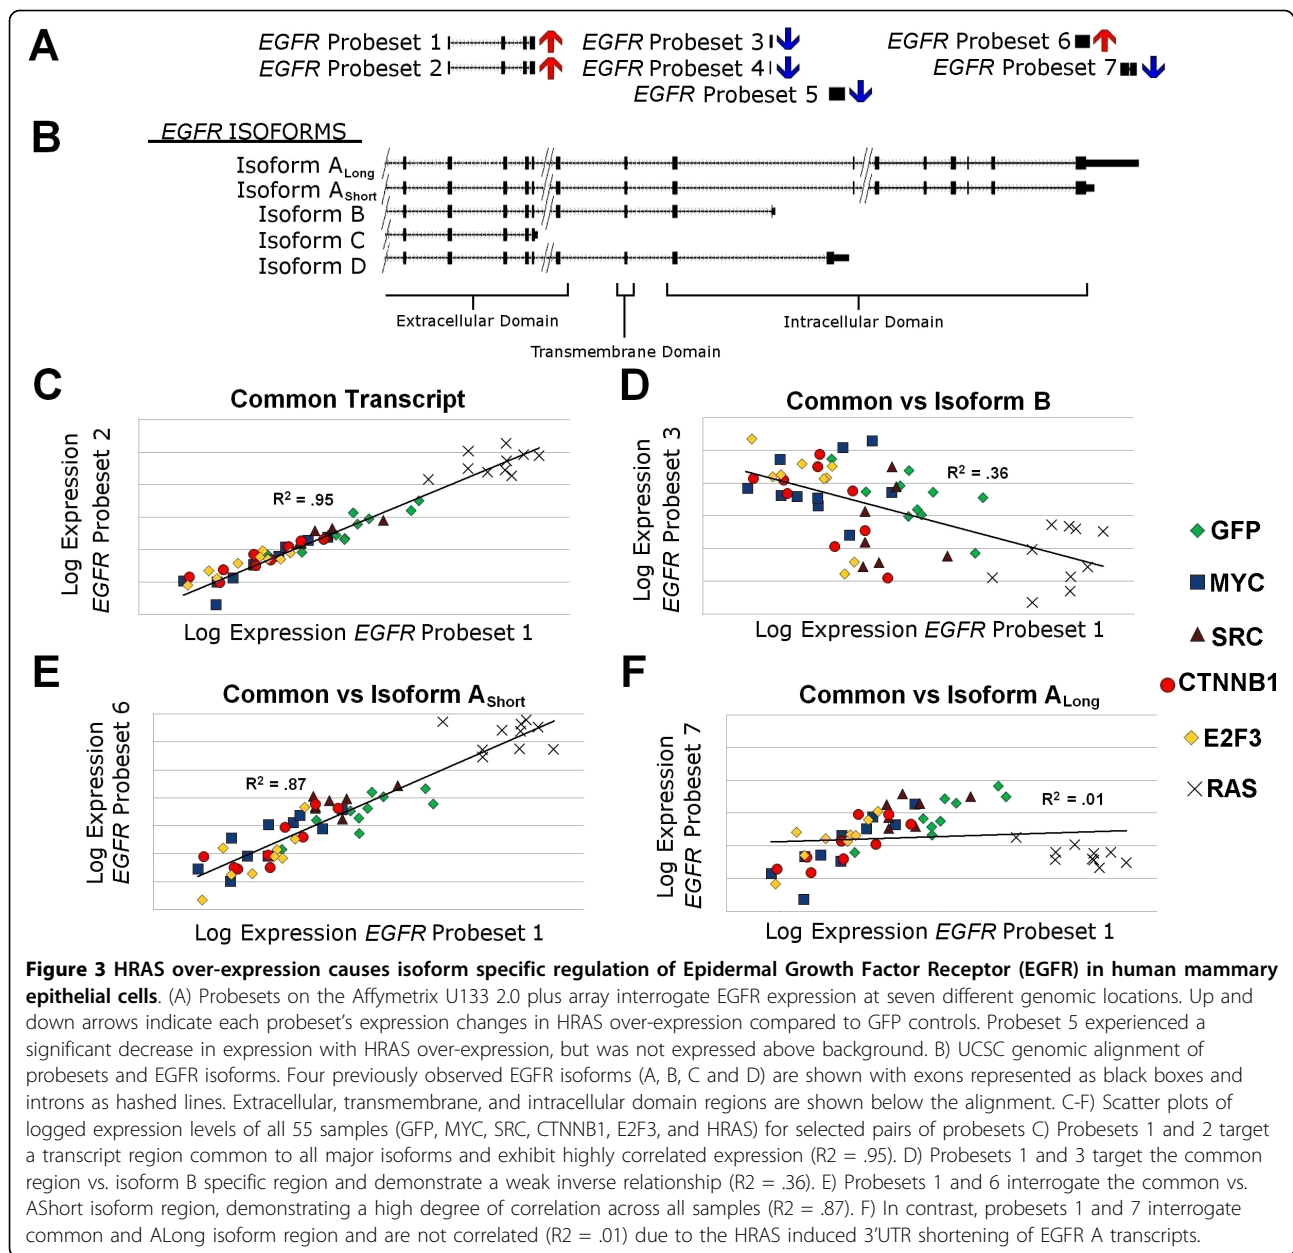 A
EGFR Probeset 1
EGFR Probeset 2
EGFR Probeset 3
EGFR Probeset 4
EGFR Probeset 5
EGFR Probeset 6
EGFR Probeset 7
B
EGFR ISOFORMS
Isoform ALong
Isoform AShort
Isoform B
Isoform C
Isoform D
Extracellular Domain
Transmembrane Domain
Intracellular Domain
C
Common Transcript
Log Expression
EGFR Probeset 2
R² = .95
Log Expression EGFR Probeset 1
D
Common vs Isoform B
Log Expression
EGFR Probeset 3
R² = .36
Log Expression EGFR Probeset 1
GFP
MYC
SRC
CTNNB1
E2F3
RAS
E
Common vs Isoform AShort
Log Expression
EGFR Probeset 6
R² = .87
Log Expression EGFR Probeset 1
F
Common vs Isoform ALong
Log Expression
EGFR Probeset 7
R² = .01
Log Expression EGFR Probeset 1
Figure 3 HRAS over-expression causes isoform specific regulation of Epidermal Growth Factor Receptor (EGFR) in human mammary
epithelial cells. (A) Probesets on the Affymetrix U133 2.0 plus array interrogate EGFR expression at seven different genomic locations. Up and
down arrows indicate each probeset's expression changes in HRAS over-expression compared to GFP controls. Probeset 5 experienced a
significant decrease in expression with HRAS over-expression, but was not expressed above background. B) UCSC genomic alignment of
probesets and EGFR isoforms. Four previously observed EGFR isoforms (A, B, C and D) are shown with exons represented as black boxes and
introns as hashed lines. Extracellular, transmembrane, and intracellular domain regions are shown below the alignment. C-F) Scatter plots of
logged expression levels of all 55 samples (GFP, MYC, SRC, CTNNB1, E2F3, and HRAS) for selected pairs of probesets C) Probesets 1 and 2 target
a transcript region common to all major isoforms and exhibit highly correlated expression (R2 = .95). D) Probesets 1 and 3 target the common
region vs. isoform B specific region and demonstrate a weak inverse relationship (R2 = .36). E) Probesets 1 and 6 interrogate the common vs.
AShort isoform region, demonstrating a high degree of correlation across all samples (R2 = .87). F) In contrast, probesets 1 and 7 interrogate
common and ALong isoform region and are not correlated (R2 = .01) due to the HRAS induced 3'UTR shortening of EGFR A transcripts.